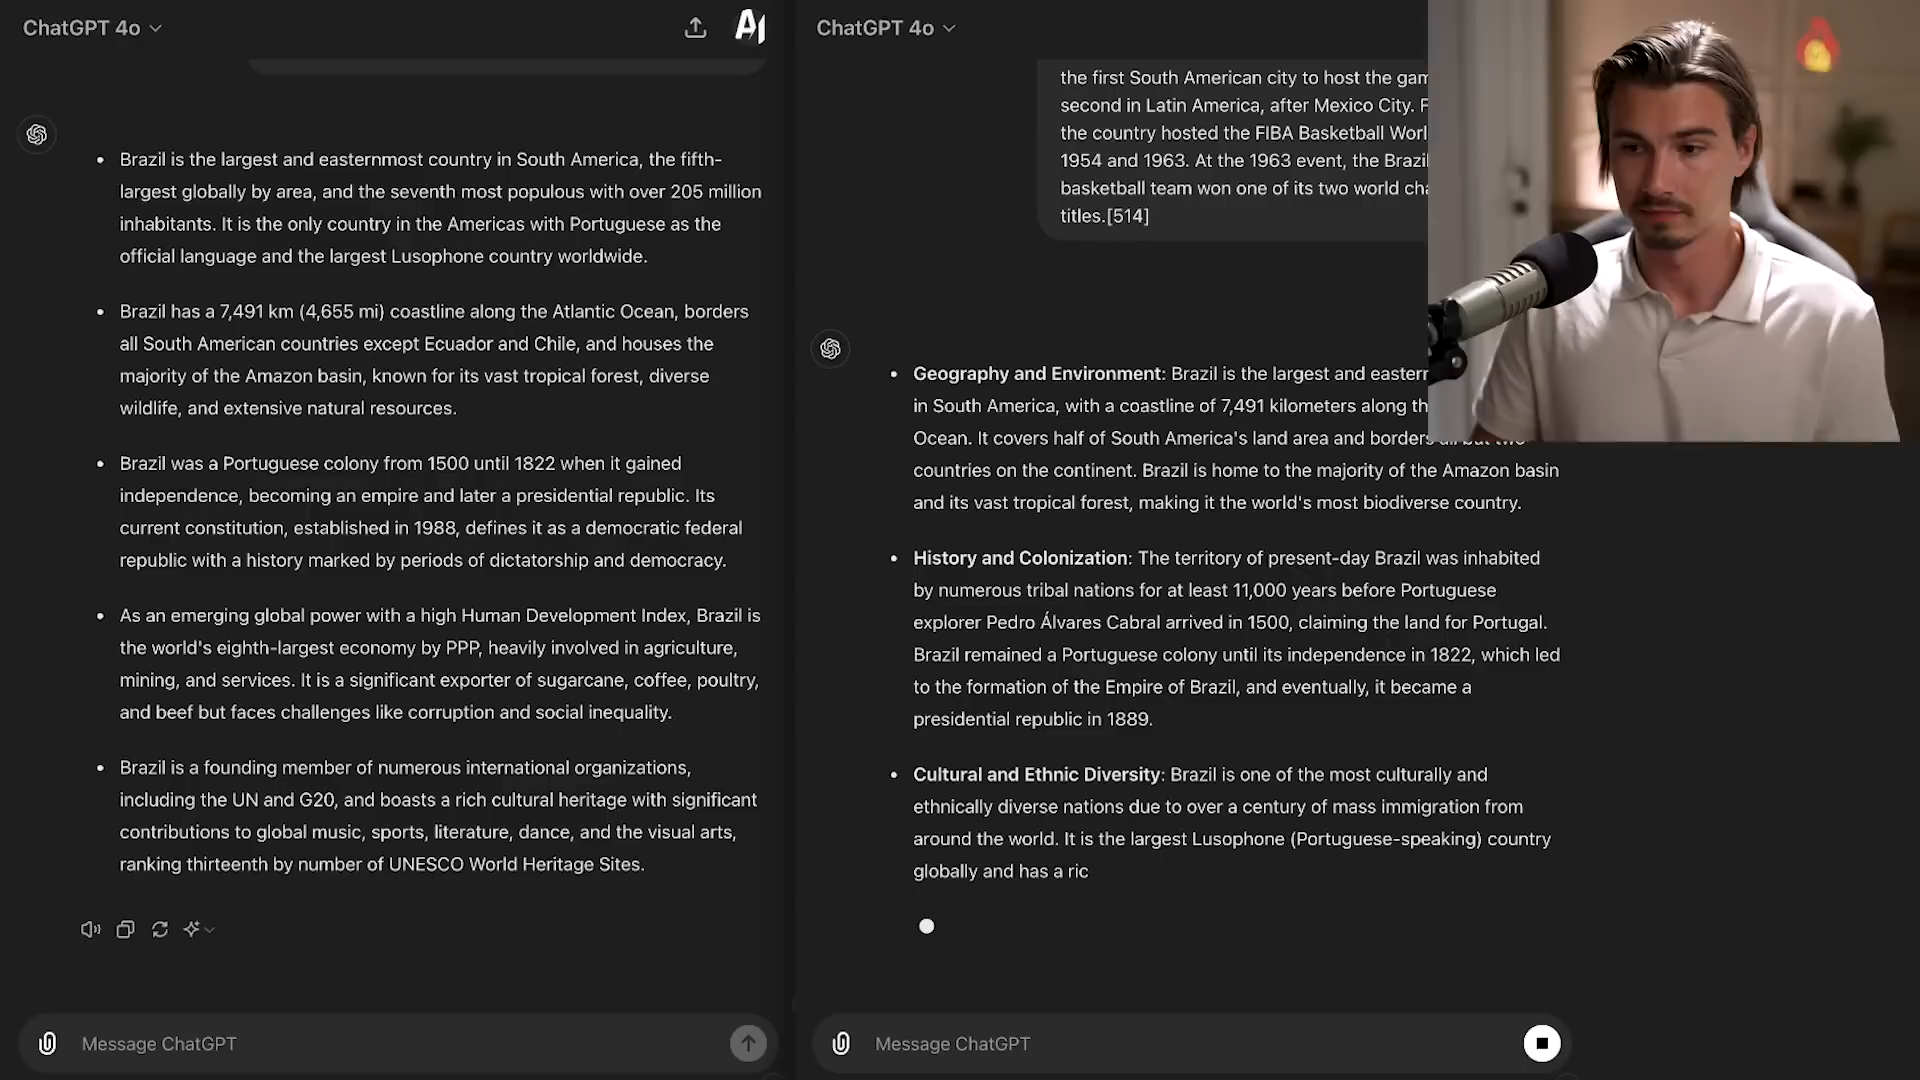 ChatGPT 4o
Brazil is the largest and easternmost country in South America, the fifth-
largest globally by area, and the seventh most populous with over 205 million
inhabitants. It is the only country in the Americas with Portuguese as the
official language and the largest Lusophone country worldwide.
Brazil has a 7,491 km (4,655 mi) coastline along the Atlantic Ocean, borders
all South American countries except Ecuador and Chile, and houses the
majority of the Amazon basin, known for its vast tropical forest, diverse
wildlife, and extensive natural resources.
Brazil was a Portuguese colony from 1500 until 1822 when it gained
independence, becoming an empire and later a presidential republic. Its
current constitution, established in 1988, defines it as a democratic federal
republic with a history marked by periods of dictatorship and democracy.
As an emerging global power with a high Human Development Index, Brazil is
the world's eighth-largest economy by PPP, heavily involved in agriculture,
mining, and services. It is a significant exporter of sugarcane, coffee, poultry,
and beef but faces challenges like corruption and social inequality.
Brazil is a founding member of numerous international organizations,
including the UN and G20, and boasts a rich cultural heritage with significant
contributions to global music, sports, literature, dance, and the visual arts,
ranking thirteenth by number of UNESCO World Heritage Sites.
Message ChatGPT
ChatGPT 4o
the first South American city to host the
second in Latin America, after Mexico City.
the country hosted the FIBA Basketball
1954 and 1963. At the 1963 event, the
basketball team won one of its two world
titles.[514]
Geography and Environment: Brazil is the largest and
in South America, with a coastline of 7,491 kilometers along
Ocean. It covers half of South America's land area and borders all but two
countries on the continent. Brazil is home to the majority of the Amazon basin
and its vast tropical forest, making it the world's most biodiverse country.
History and Colonization: The territory of present-day Brazil was inhabited
by numerous tribal nations for at least 11,000 years before Portuguese
explorer Pedro Álvares Cabral arrived in 1500, claiming the land for Portugal.
Brazil remained a Portuguese colony until its independence in 1822, which led
to the formation of the Empire of Brazil, and eventually, it became a
presidential republic in 1889.
Cultural and Ethnic Diversity: Brazil is one of the most culturally and
ethnically diverse nations due to over a century of mass immigration from
around the world. It is the largest Lusophone (Portuguese-speaking) country
globally and has a ric
Message ChatGPT